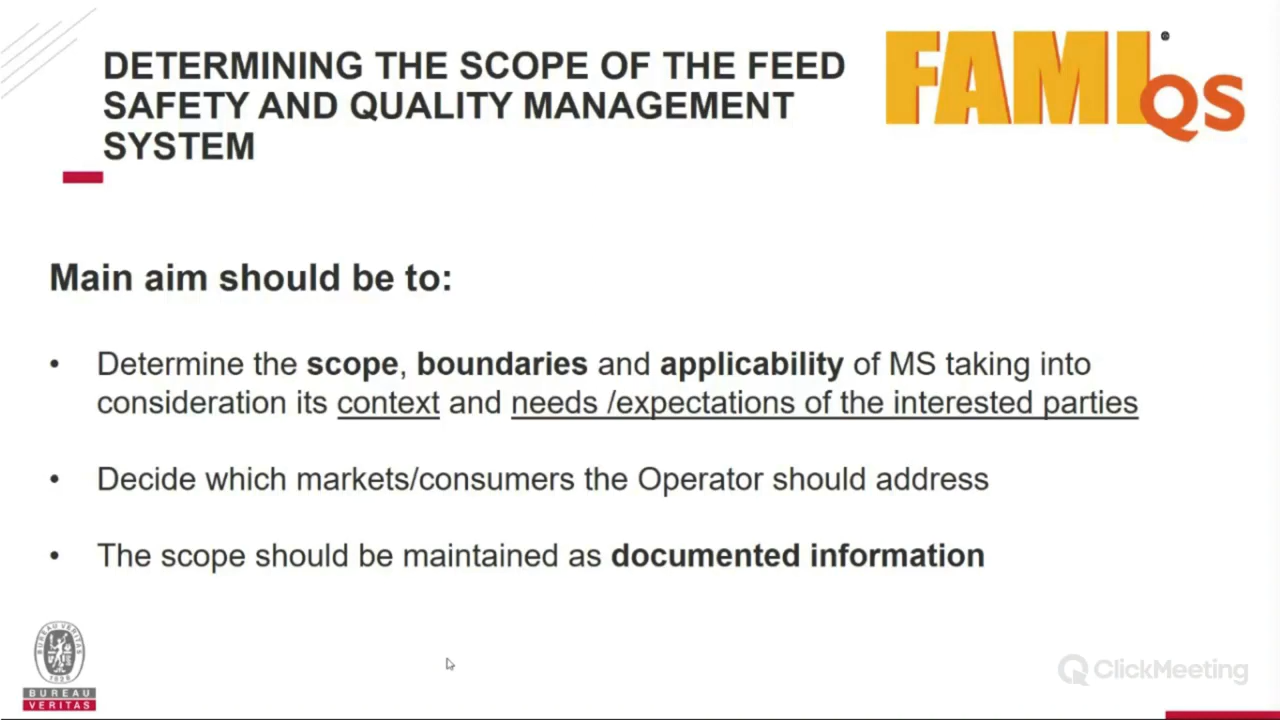 DETERMINING THE SCOPE OF THE FEED
SAFETY AND QUALITY MANAGEMENT
SYSTEM
FAMI QS
Main aim should be to:
• Determine the scope, boundaries and applicability of MS taking into
consideration its context and needs /expectations of the interested parties
• Decide which markets/consumers the Operator should address
• The scope should be maintained as documented information
BUREAU VERITAS
1828
BUREAU
VERITAS
ClickMeeting